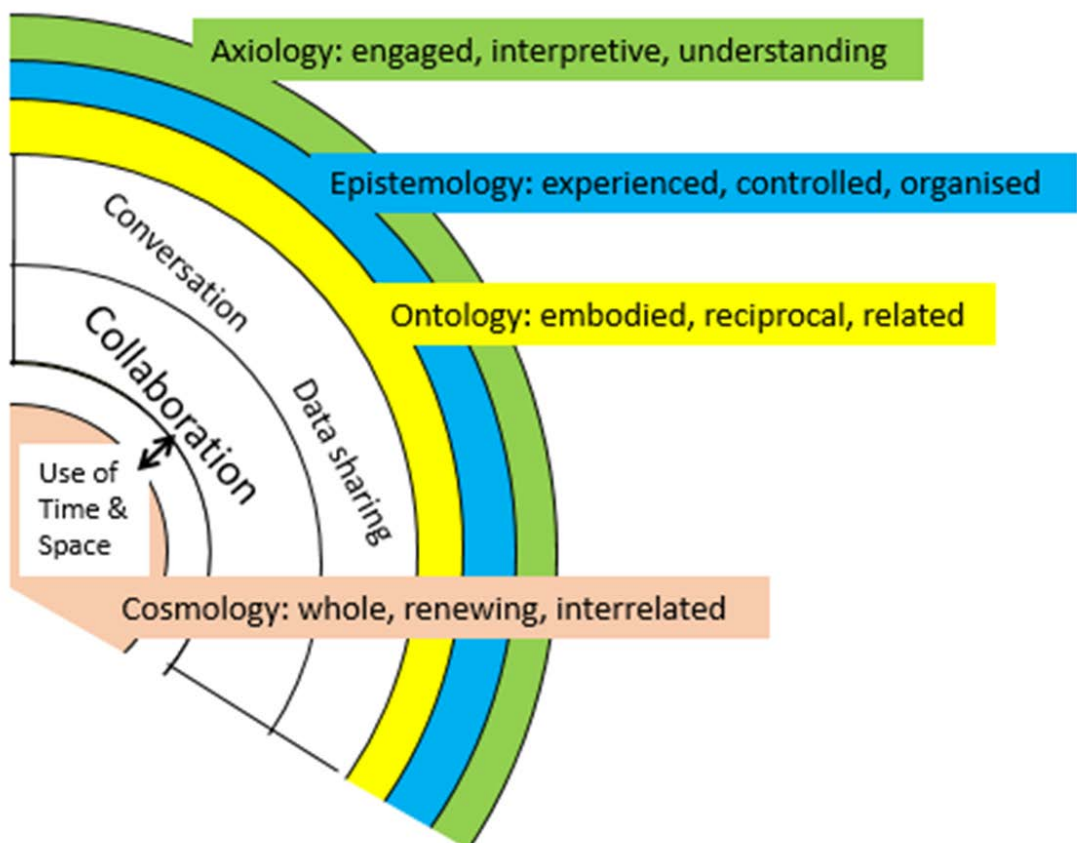 Axiology: engaged, interpretive, understanding
Epistemology: experienced, controlled, organised
Conversation
Ontology: embodied, reciprocal, related
Collaboration
Data sharing
Use of
Time &
Space
Cosmology: whole, renewing, interrelated